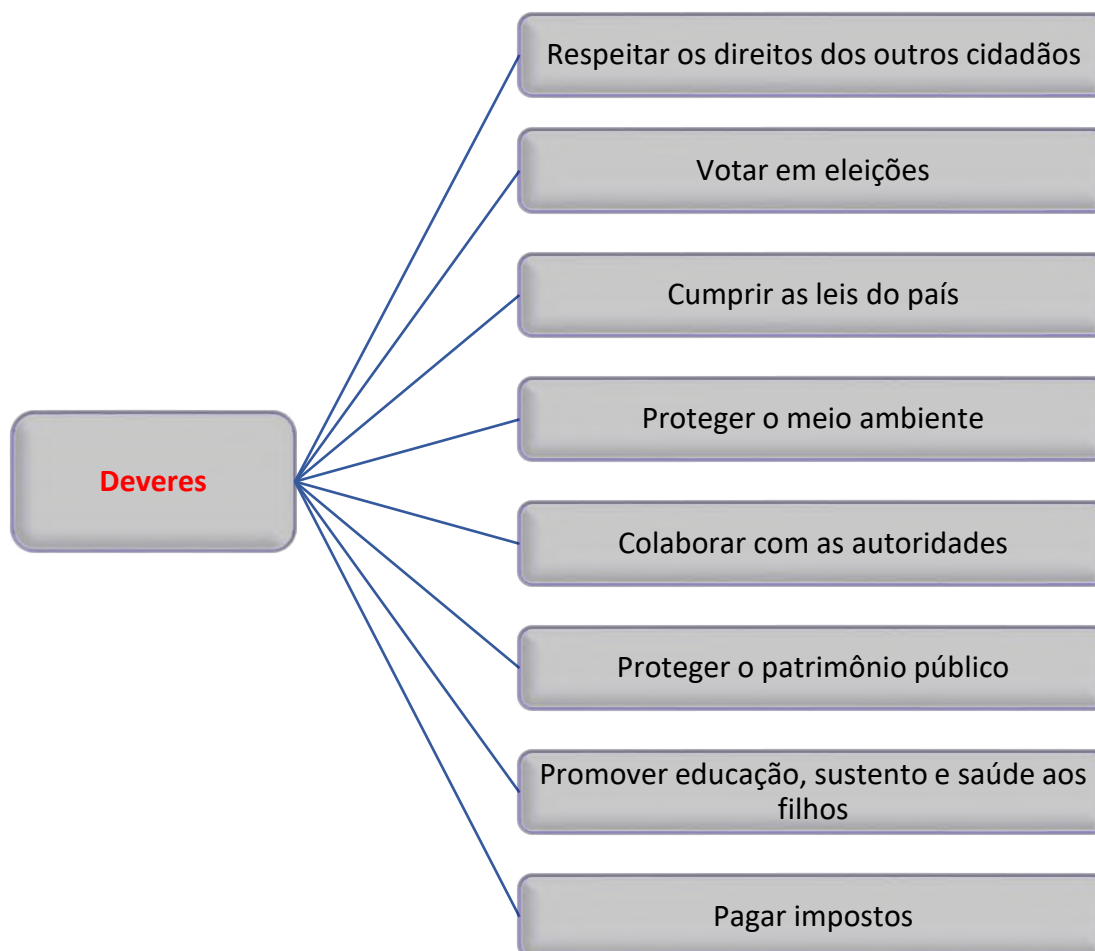 Respeitar os direitos dos outros cidadãos
Votar em eleições
Cumprir as leis do país
Proteger o meio ambiente
Deveres
Colaborar com as autoridades
Proteger o patrimônio público
Promover educação, sustento e saúde aos
filhos
Pagar impostos